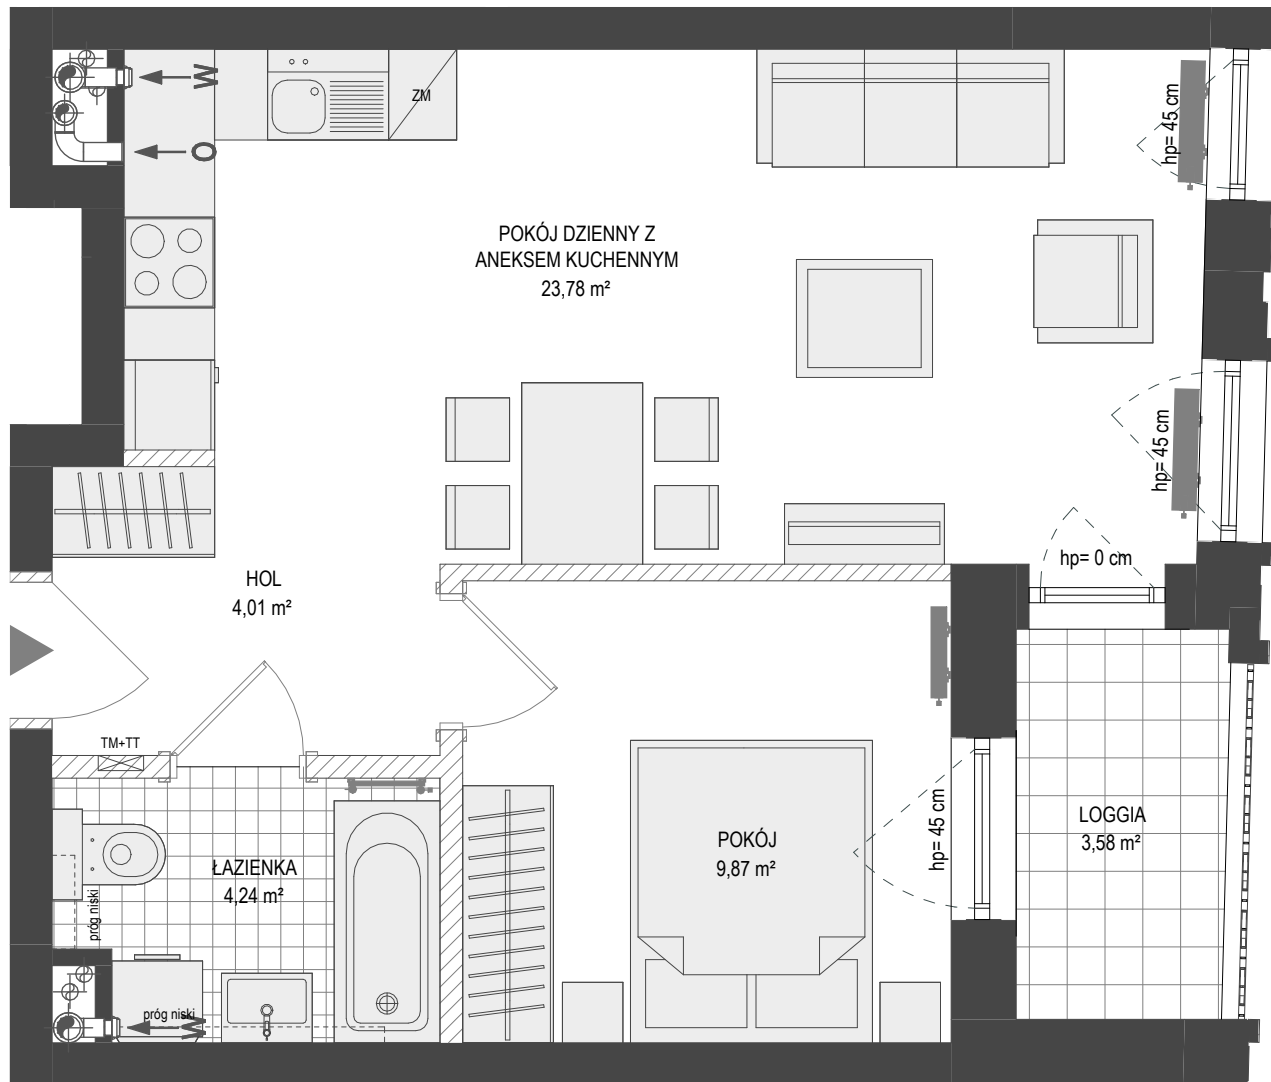 W
O
ZM
hp= 45 cm
POKÓJ DZIENNY Z
ANEKSEM KUCHENNYM
23,78 m²
hp= 45 cm
hp= 0 cm
HOL
4,01 m²
TM+TT
ŁAZIENKA
4,24 m²
próg niski
próg niski
W
POKÓJ
9,87 m²
hp= 45 cm
LOGGIA
3,58 m²